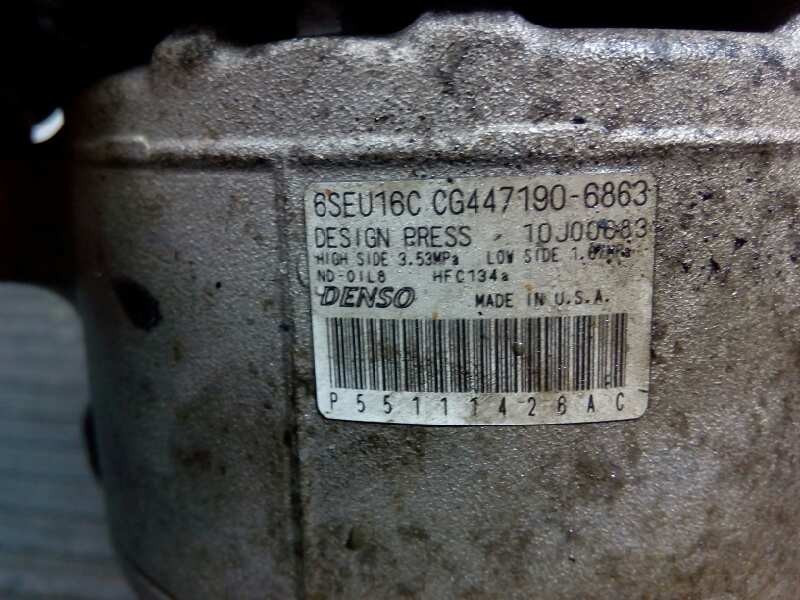 6SEU16C CG447190-6863
DESIGN PRESS 10J00683
HIGH SIDE 3.53MPa LOW SIDE
ND-OIL8 HFC134a
DENSO MADE IN U.S.A.
P55111426AC